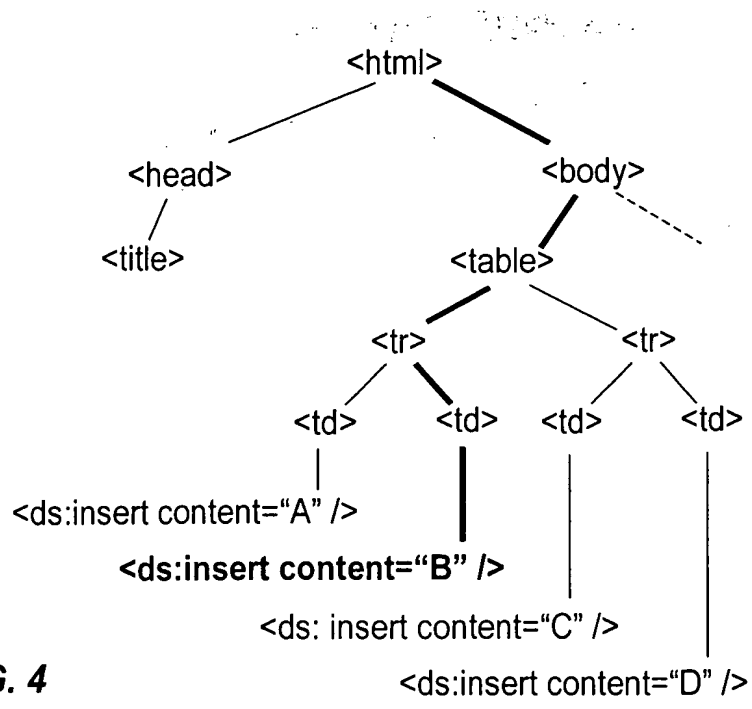 <html>
<head> <body>
<title> <table>
<tr> <tr>
<td> <td> <td> <td>
<ds:insert content=“A” />
<ds:insert content=“B” />
<ds: insert content=“C” />
<ds:insert content=“D” />
G. 4